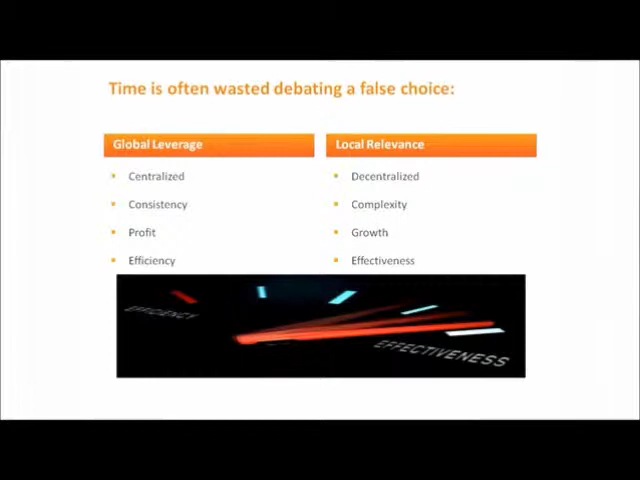 Time is often wasted debating a false choice:
Global Leverage
Centralized
Consistency
Profit
Efficiency
Local Relevance
Decentralized
Complexity
Growth
Effectiveness
EFFICIENCY
EFFECTIVENESS